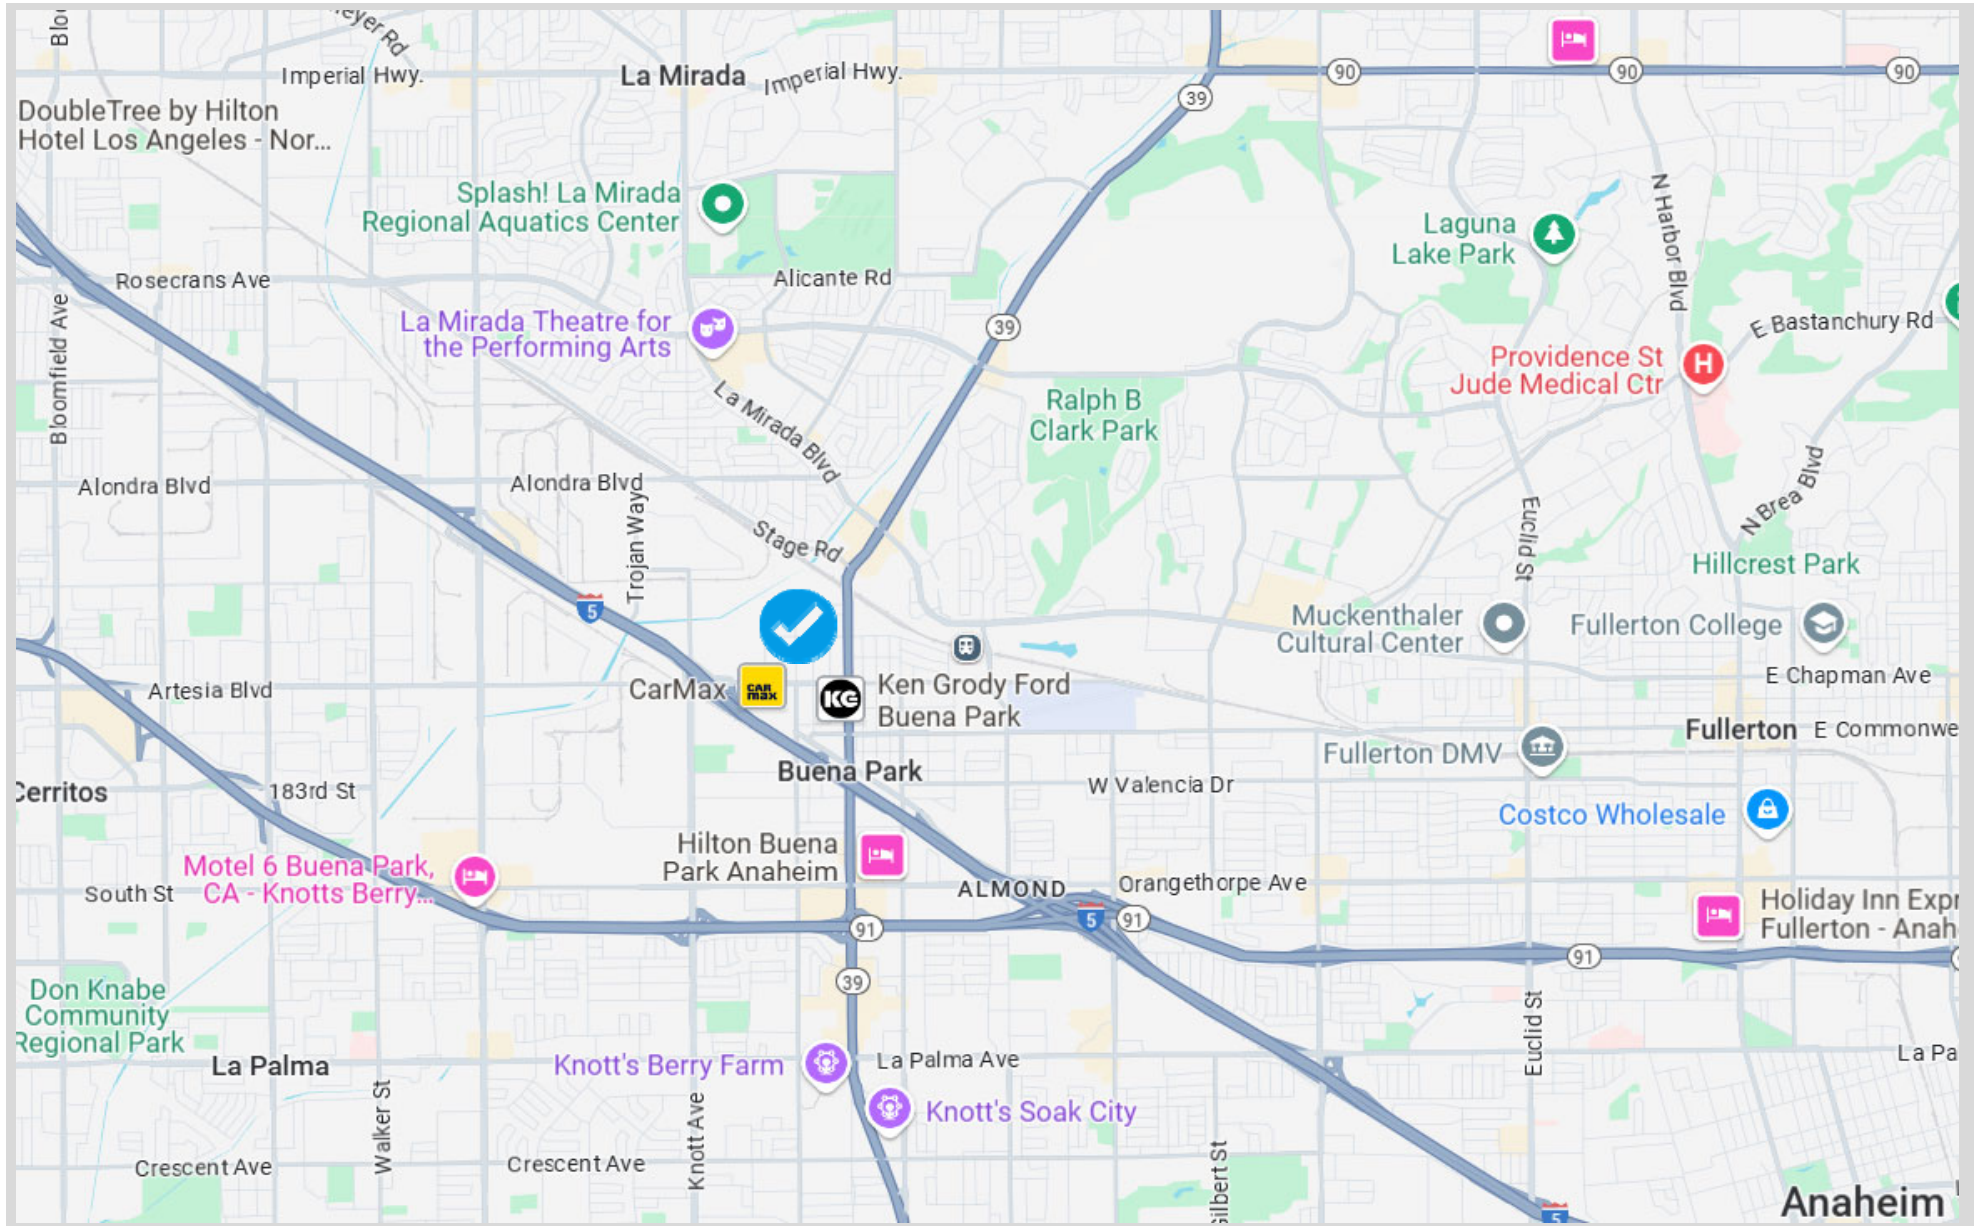 Imperial Hwy.
La Mirada
Imperial Hwy.
90
90
90
39
DoubleTree by Hilton
Hotel Los Angeles - Nor...
Splash! La Mirada
Regional Aquatics Center
N Harbor Blvd
Laguna
Lake Park
Rosecrans Ave
Alicante Rd
Bloomfield Ave
La Mirada Theatre for
the Performing Arts
39
E Bastanchury Rd
Providence St
Jude Medical Ctr
H
La Mirada Blvd
Ralph B
Clark Park
Alondra Blvd
Alondra Blvd
Trojan Way
Stage Rd
Euclid St
N Brea Blvd
Hillcrest Park
5
Muckenthaler
Cultural Center
Fullerton College
Artesia Blvd
CarMax
CAR
max
KG
Ken Grody Ford
Buena Park
E Chapman Ave
Fullerton
E Commonwe
Fullerton DMV
Buena Park
W Valencia Dr
Cerritos
183rd St
Costco Wholesale
Hilton Buena
Park Anaheim
Motel 6 Buena Park,
CA - Knotts Berry...
South St
ALMOND
Orangethorpe Ave
Holiday Inn Expr
Fullerton - Anah
91
5
91
91
39
Don Knabe
Community
Regional Park
Euclid St
La Palma
Knott's Berry Farm
La Palma Ave
La Pa
Knott's Soak City
Walker St
Knott Ave
Gilbert St
Crescent Ave
Crescent Ave
Anaheim
5